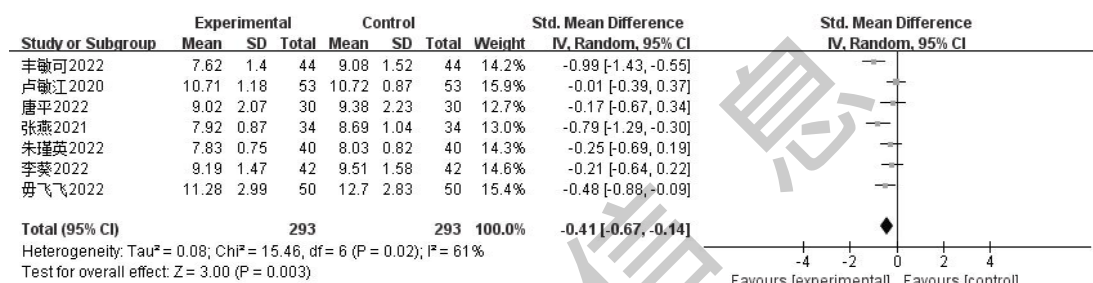 Experimental Control Std. Mean Difference Std. Mean Difference
Study or Subgroup Mean SD Total Mean SD Total Weight IV, Random, 95% CI IV, Random, 95% CI
丰敏可2022 7.62 1.4 44 9.08 1.52 44 14.2% -0.99 [-1.43, -0.55]
卢敏江2020 10.71 1.18 53 10.72 0.87 53 15.9% -0.01 [-0.39, 0.37]
唐平2022 9.02 2.07 30 9.38 2.23 30 12.7% -0.17 [-0.67, 0.34]
张燕2021 7.92 0.87 34 8.69 1.04 34 13.0% -0.79 [-1.29, -0.30]
朱瑾英2022 7.83 0.75 40 8.03 0.82 40 14.3% -0.25 [-0.69, 0.19]
李葵2022 9.19 1.47 42 9.51 1.58 42 14.6% -0.21 [-0.64, 0.22]
毋飞飞2022 11.28 2.99 50 12.7 2.83 50 15.4% -0.48 [-0.88, -0.09]
Total (95% CI) 293 293 100.0% -0.41 [-0.67, -0.14]
Heterogeneity: Tau² = 0.08; Chi² = 15.46, df = 6 (P = 0.02); I² = 61%
Test for overall effect: Z = 3.00 (P = 0.003)
-4 -2 0 2 4
Favours [experimental] Favours [control]
信息